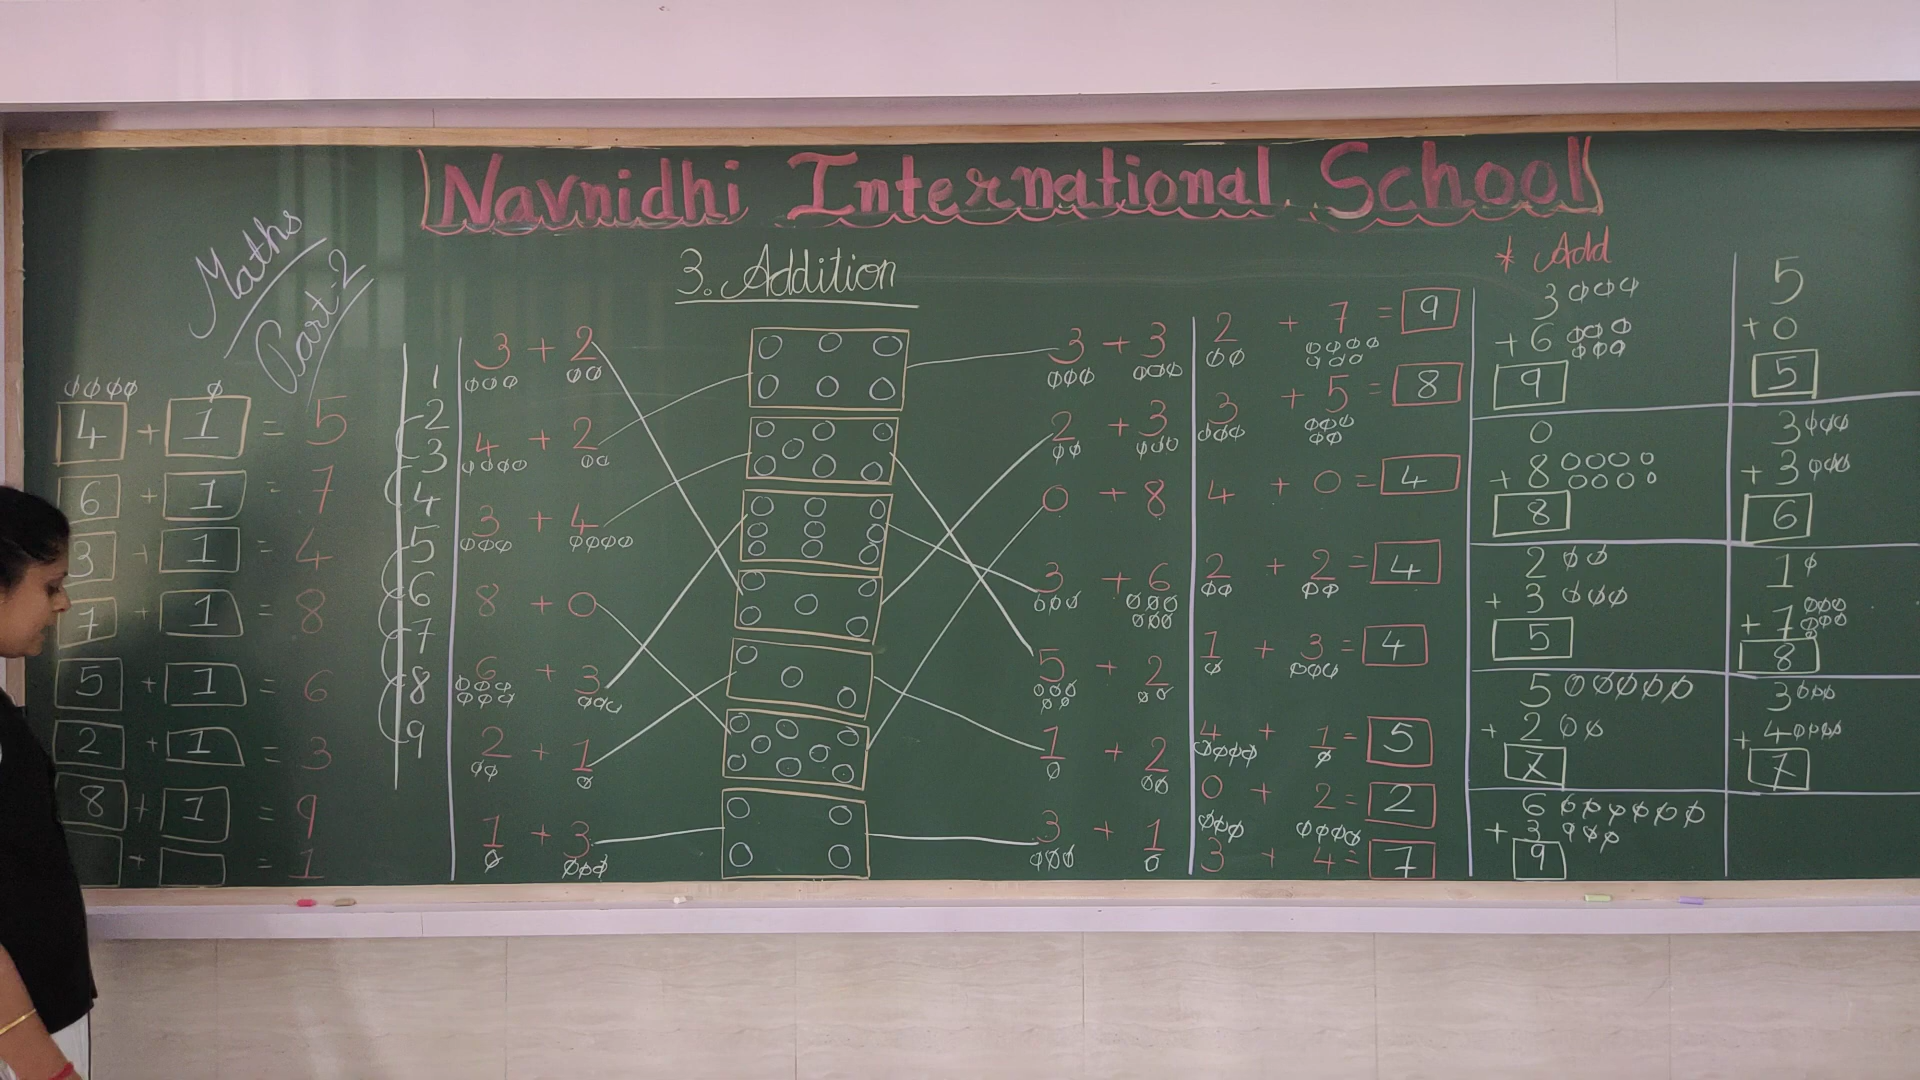 Navnidhi International School
Maths
Part-2
3. Addition
4 + 1 = 5
6 + 1 = 7
3 + 1 = 4
7 + 1 = 8
5 + 1 = 6
2 + 1 = 3
8 + 1 = 9
+ = 1
1
2
3
4
5
6
7
8
9
3 + 2
4 + 2
3 + 4
8 + 0
6 + 3
2 + 1
1 + 3
3 + 3
2 + 3
0 + 8
3 + 6
5 + 2
1 + 2
3 + 1
2 + 7 = 9
3 + 5 = 8
4 + 0 = 4
2 + 2 = 4
1 + 3 = 4
4 + 1 = 5
0 + 2 = 2
3 + 4 = 7
* Add
3
+ 6
9
0
+ 8
8
2
+ 3
5
5
+ 2
7
6
+ 3
9
5
+ 0
5
3
+ 3
6
1
+ 7
8
3
+ 4
7